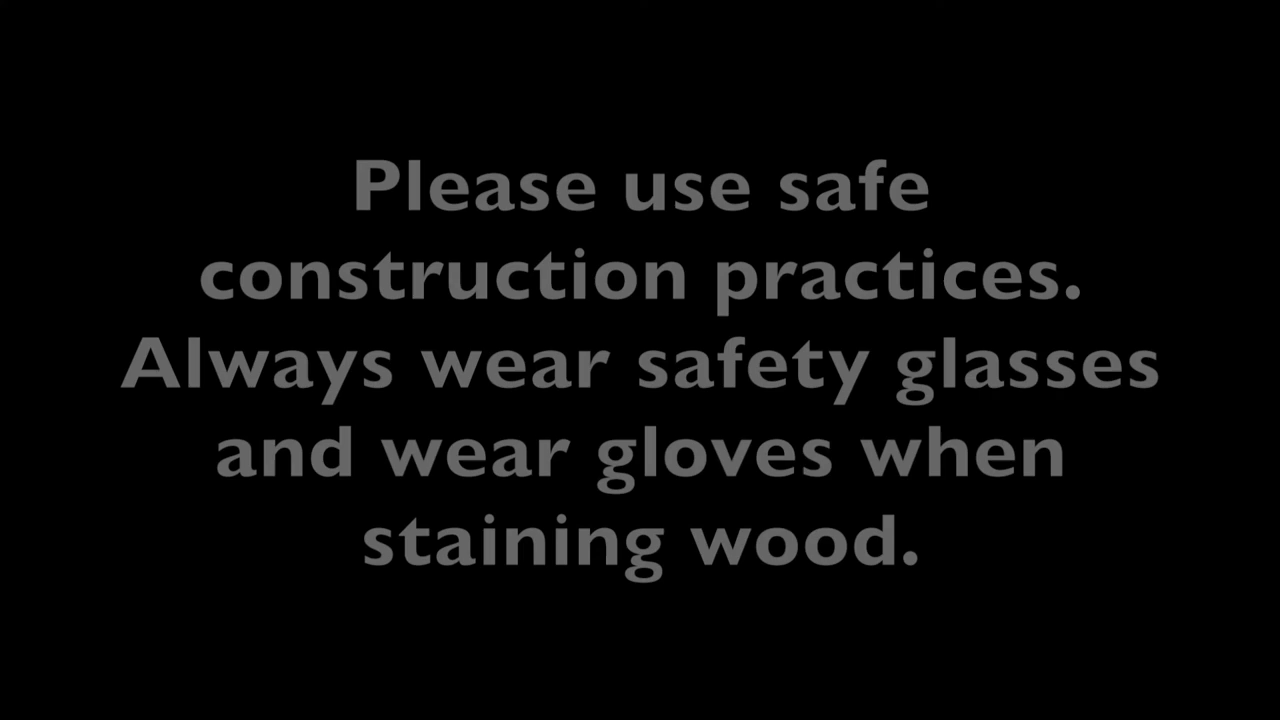 Please use safe
construction practices.
Always wear safety glasses
and wear gloves when
staining wood.